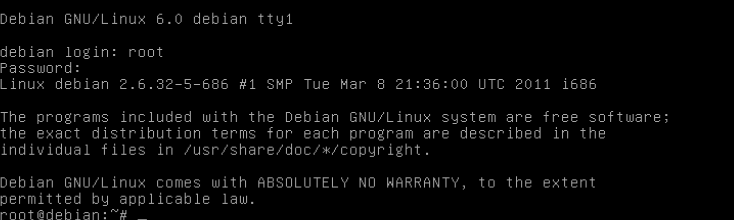 Debian GNU/Linux 6.0 debian tty1
debian login: root
Password:
Linux debian 2.6.32-5-686 #1 SMP Tue Mar 8 21:36:00 UTC 2011 i686
The programs included with the Debian GNU/Linux system are free software;
the exact distribution terms for each program are described in the
individual files in /usr/share/doc/*/copyright.
Debian GNU/Linux comes with ABSOLUTELY NO WARRANTY, to the extent
permitted by applicable law.
root@debian:~# _